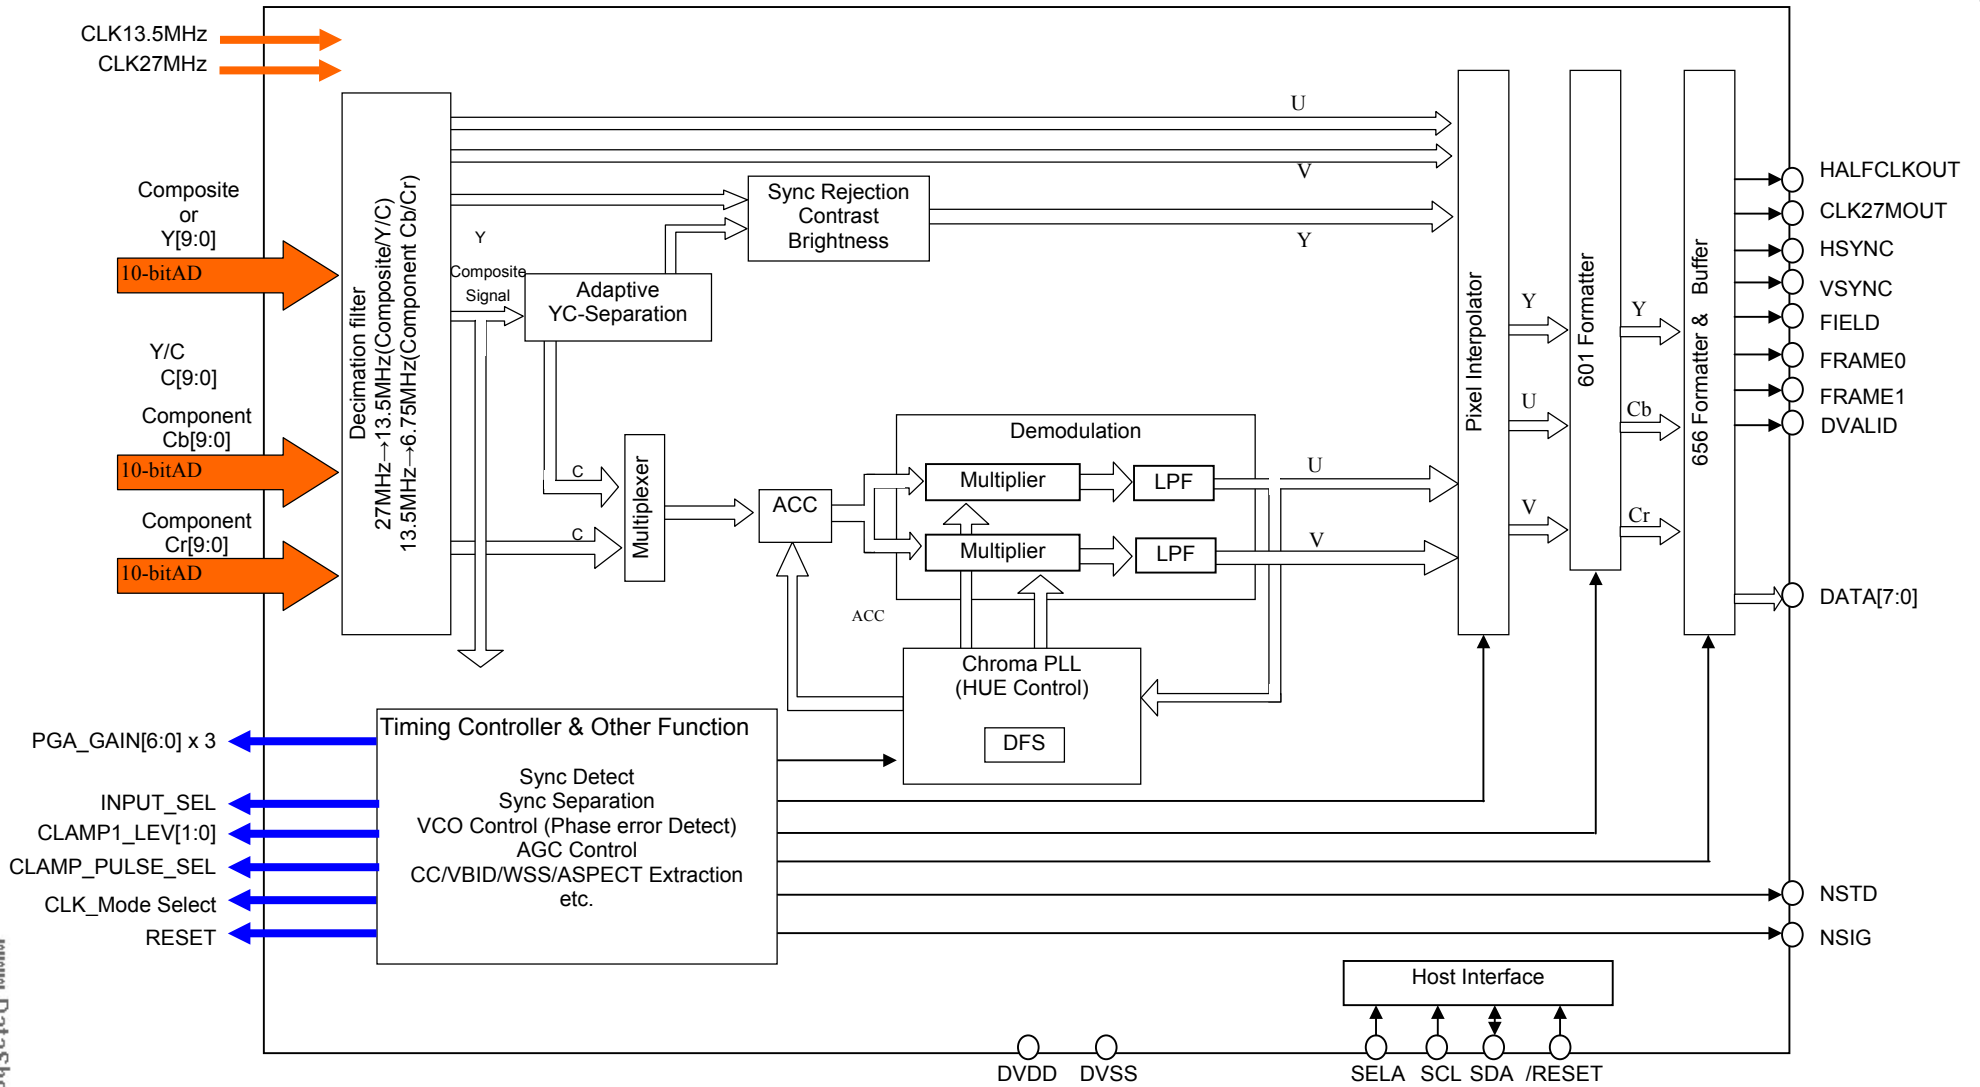 CLK13.5MHz
CLK27MHz
Composite
or
Y[9:0]
10-bitAD
Y/C
C[9:0]
Component
Cb[9:0]
10-bitAD
Component
Cr[9:0]
10-bitAD
Decimation filter
27MHz→13.5MHz(Composite/Y/C)
13.5MHz→6.75MHz(Component Cb/Cr)
U
V
Y
Sync Rejection
Contrast
Brightness
Y
Composite
Signal
Adaptive
YC-Separation
C
C
Multiplexer
ACC
Demodulation
Multiplier
LPF
Multiplier
LPF
U
V
ACC
Chroma PLL
(HUE Control)
DFS
Pixel Interpolator
Y
U
V
601 Formatter
Y
Cb
Cr
656 Formatter & Buffer
HALFCLKOUT
CLK27MOUT
HSYNC
VSYNC
FIELD
FRAME0
FRAME1
DVALID
DATA[7:0]
PGA_GAIN[6:0] x 3
INPUT_SEL
CLAMP1_LEV[1:0]
CLAMP_PULSE_SEL
CLK_Mode Select
RESET
Timing Controller & Other Function
Sync Detect
Sync Separation
VCO Control (Phase error Detect)
AGC Control
CC/VBID/WSS/ASPECT Extraction
etc.
NSTD
NSIG
Host Interface
DVDD
DVSS
SELA
SCL
SDA
/RESET